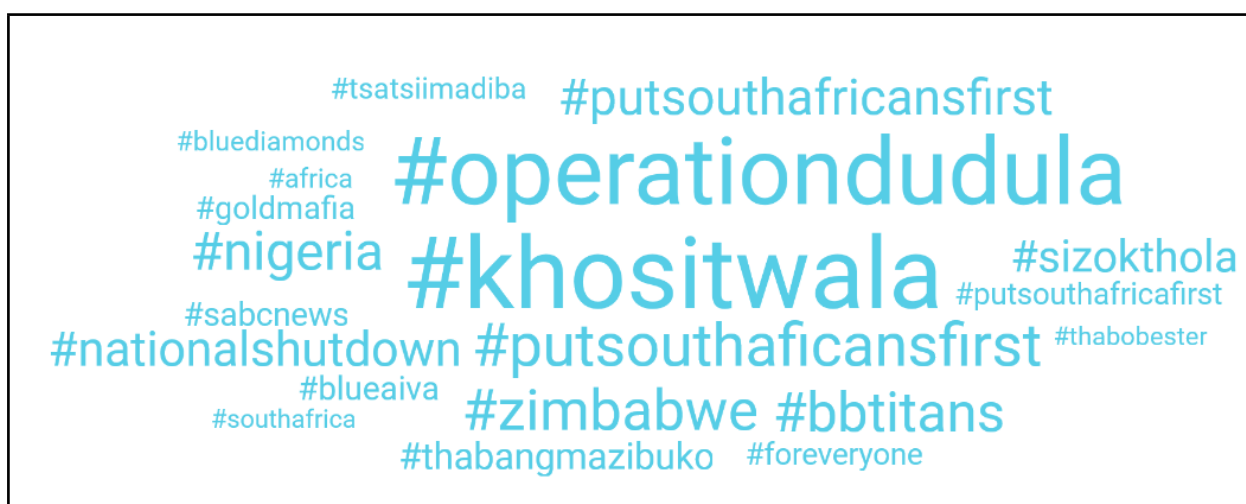 #tsatsiimadiba #putsouthafricansfirst
#bluediamonds
#operationdudula
#africa
#goldmafia
#nigeria
#khositwala
#sizokthola
#putsouthafricafirst
#sabcnews
#nationalshutdown
#putsouthaficansfirst
#thabobester
#blueaiva
#southafrica
#zimbabwe
#bbtitans
#thabangmazibuko
#foreveryone